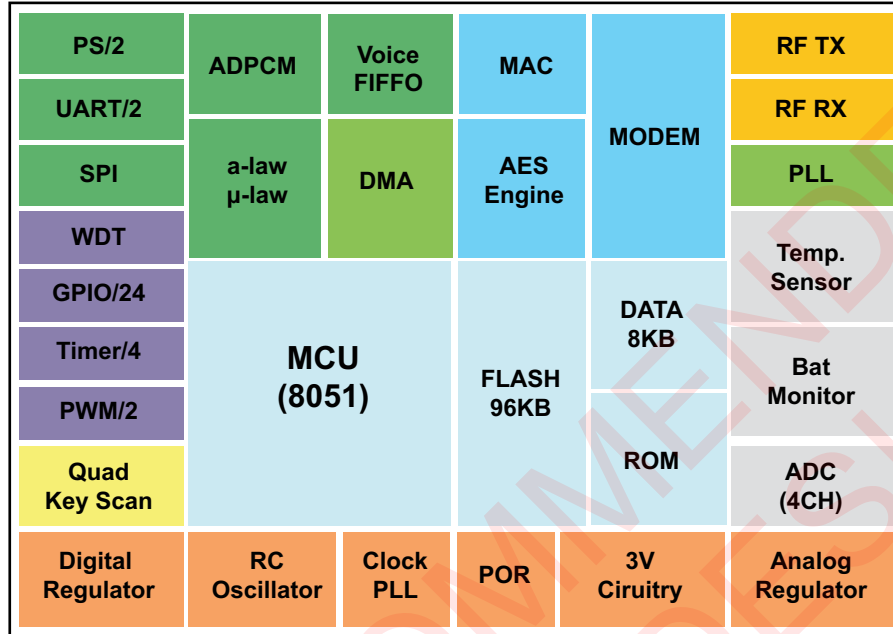 PS/2
ADPCM
Voice
FIFFO
MAC
MODEM
RF TX
UART/2
RF RX
SPI
a-law
µ-law
DMA
AES
Engine
PLL
WDT
Temp.
Sensor
GPIO/24
MCU
(8051)
FLASH
96KB
DATA
8KB
Timer/4
Bat
Monitor
PWM/2
ROM
Quad
Key Scan
ADC
(4CH)
Digital
Regulator
RC
Oscillator
Clock
PLL
POR
3V
Ciruitry
Analog
Regulator